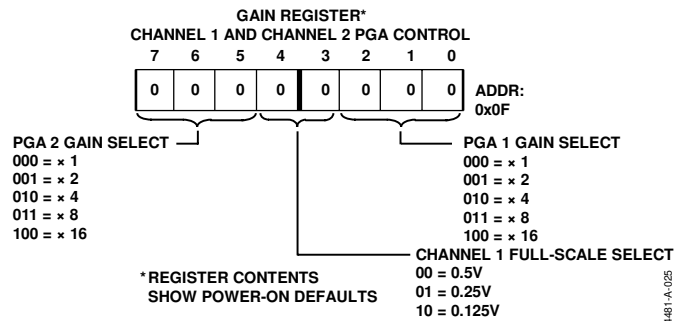 GAIN REGISTER*
CHANNEL 1 AND CHANNEL 2 PGA CONTROL
7 6 5 4 3 2 1 0
0 0 0 0 0 0 0 0 ADDR:
0x0F
PGA 2 GAIN SELECT
000 = × 1
001 = × 2
010 = × 4
011 = × 8
100 = × 16
PGA 1 GAIN SELECT
000 = × 1
001 = × 2
010 = × 4
011 = × 8
100 = × 16
CHANNEL 1 FULL-SCALE SELECT
00 = 0.5V
01 = 0.25V
10 = 0.125V
*REGISTER CONTENTS
SHOW POWER-ON DEFAULTS